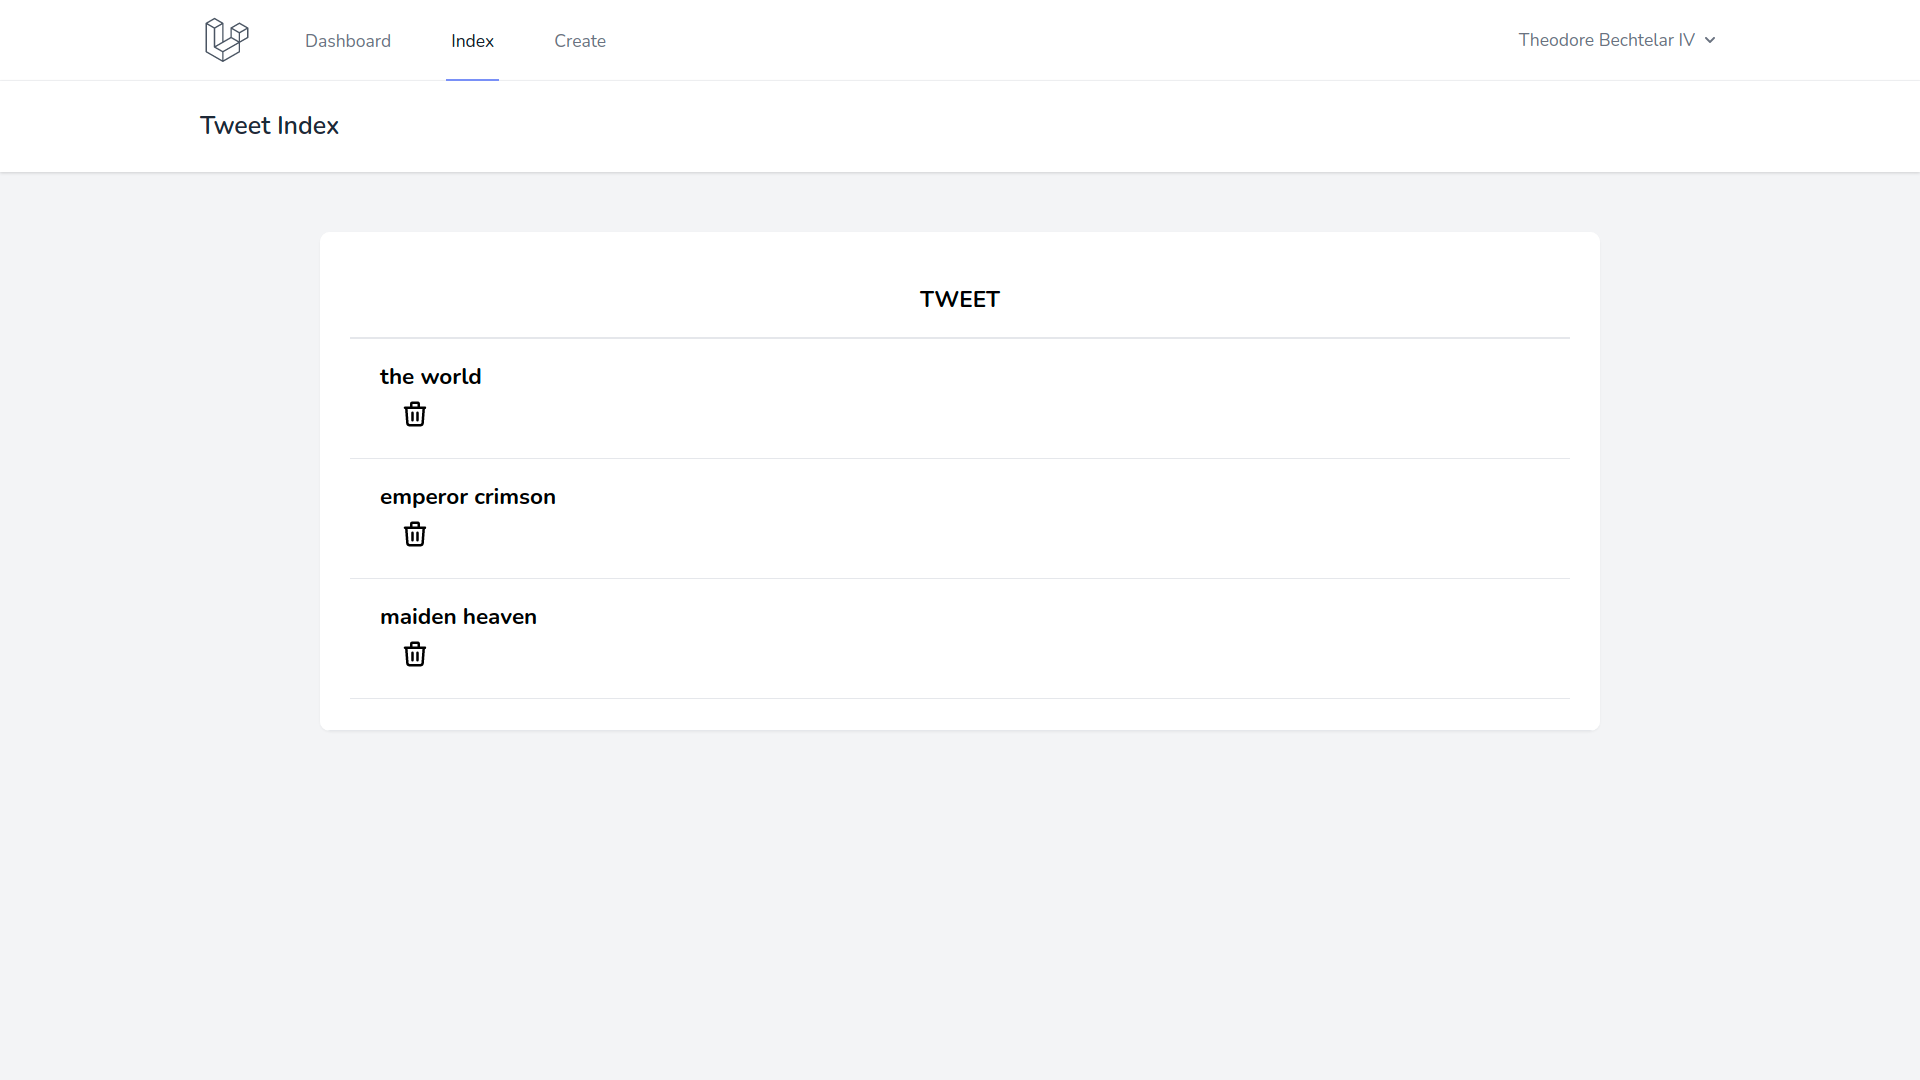 Dashboard
Index
Create
Theodore Bechtelar IV
Tweet Index
TWEET
the world
emperor crimson
maiden heaven